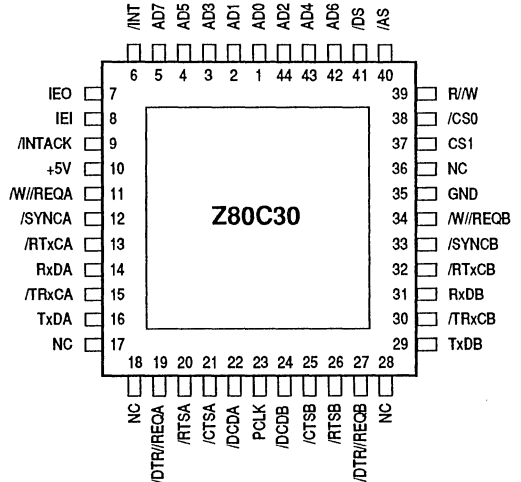 /INT AD7 AD5 AD3 AD1 AD0 AD2 AD4 AD6 /DS /AS
6 5 4 3 2 1 44 43 42 41 40
IEO 7 39 R//W
IEI 8 38 /CS0
/INTACK 9 37 CS1
+5V 10 36 NC
/W//REQA 11 35 GND
/SYNCA 12 34 /W//REQB
/RTxCA 13 33 /SYNCB
RxDA 14 32 /RTxCB
/TRxCA 15 31 RxDB
TxDA 16 30 /TRxCB
NC 17 29 TxDB
Z80C30
18 19 20 21 22 23 24 25 26 27 28
NC /DTR//REQA /RTSA /CTSA /DCDA PCLK /DCDB /CTSB /RTSB /DTR//REQB NC